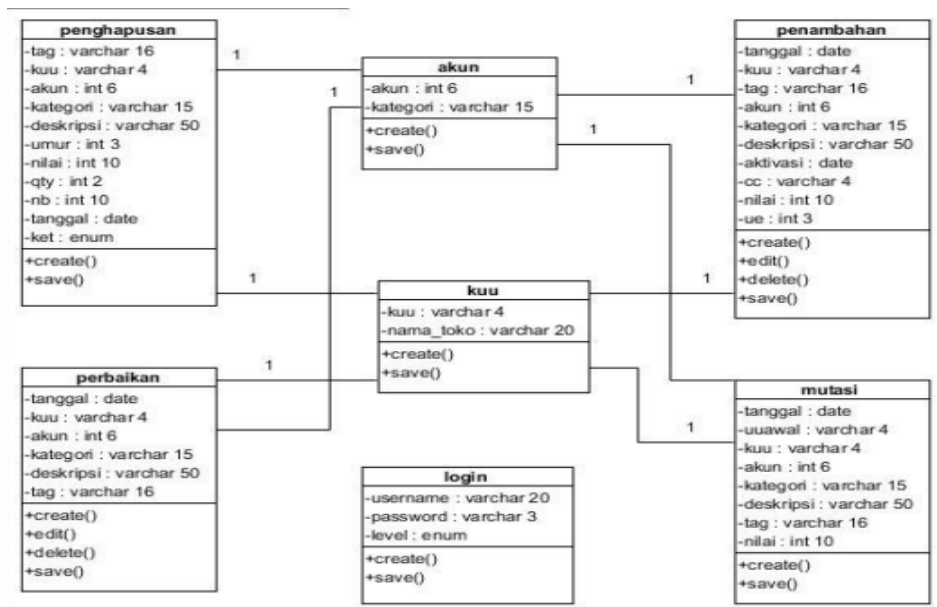 penghapusan
-tag : varchar 16
-kuu : varchar 4
-akun : int 6
-kategori : varchar 15
-deskripsi : varchar 50
-umur : int 3
-nilai : int 10
-qty : int 2
-nb : int 10
-tanggal : date
-ket : enum
+create()
+save()
1
1
akun
-akun : int 6
-kategori : varchar 15
+create()
+save()
1
1
penambahan
-tanggal : date
-kuu : varchar 4
-tag : varchar 16
-akun : int 6
-kategori : varchar 15
-deskripsi : varchar 50
-aktivasi : date
-cc : varchar 4
-nilai : int 10
-ue : int 3
+create()
+edit()
+delete()
+save()
1
kuu
-kuu : varchar 4
-nama_toko : varchar 20
+create()
+save()
1
perbaikan
-tanggal : date
-kuu : varchar 4
-akun : int 6
-kategori : varchar 15
-deskripsi : varchar 50
-tag : varchar 16
+create()
+edit()
+delete()
+save()
1
login
-username : varchar 20
-password : varchar 3
-level : enum
+create()
+save()
1
mutasi
-tanggal : date
-uuawal : varchar 4
-kuu : varchar 4
-akun : int 6
-kategori : varchar 15
-deskripsi : varchar 50
-tag : varchar 16
-nilai : int 10
+create()
+save()